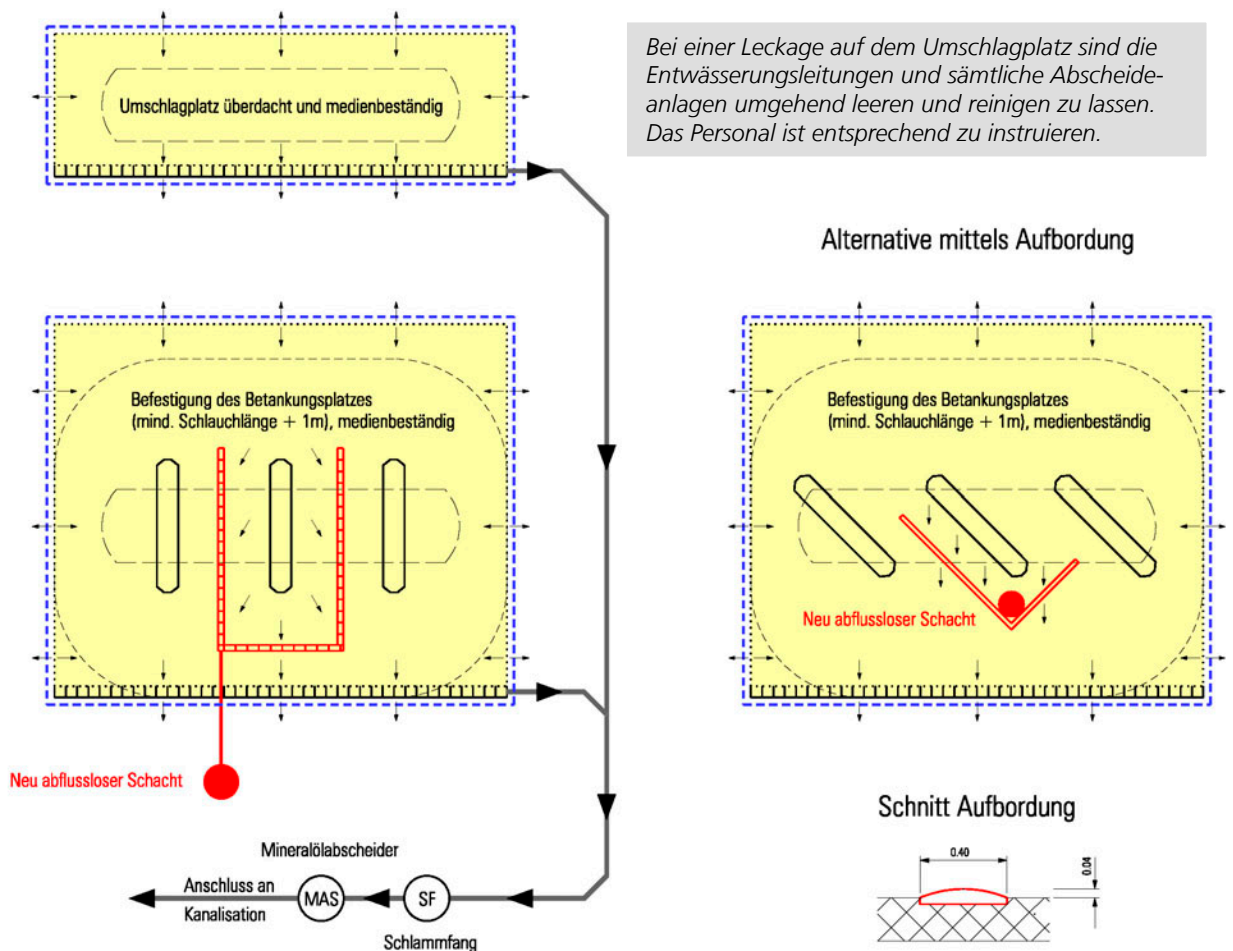 Bei einer Leckage auf dem Umschlagplatz sind die
Entwässerungsleitungen und sämtliche Abscheide-
anlagen umgehend leeren und reinigen zu lassen.
Das Personal ist entsprechend zu instruieren.
Umschlagplatz überdacht und medienbeständig
Alternative mittels Aufbordung
Befestigung des Betankungsplatzes
(mind. Schlauchlänge + 1m), medienbeständig
Neu abflussloser Schacht
Befestigung des Betankungsplatzes
(mind. Schlauchlänge + 1m), medienbeständig
Neu abflussloser Schacht
Mineralölabscheider
Anschluss an
Kanalisation
MAS
SF
Schlammfang
Schnitt Aufbordung
0.40
0.04